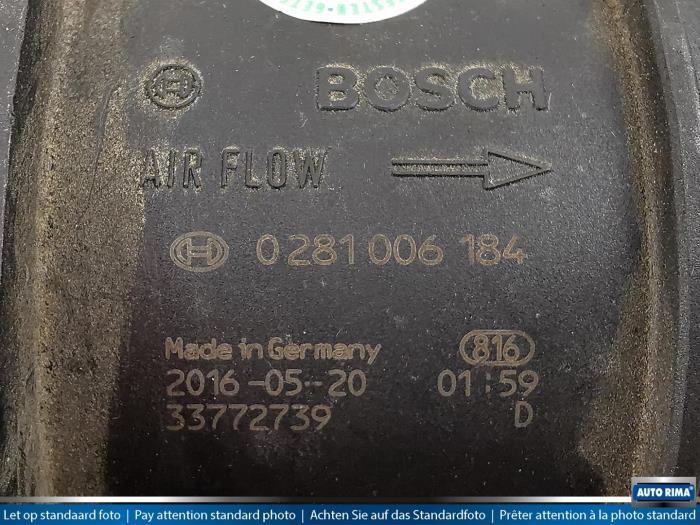 BOSCH
AIR FLOW
0 281 006 184
Made in Germany 816
2016-05-20 01:59
33772739 D
Let op standaard foto | Pay attention standard photo | Achten Sie auf das Standardfoto | Prêter attention à la photo standard
AUTO RIMA